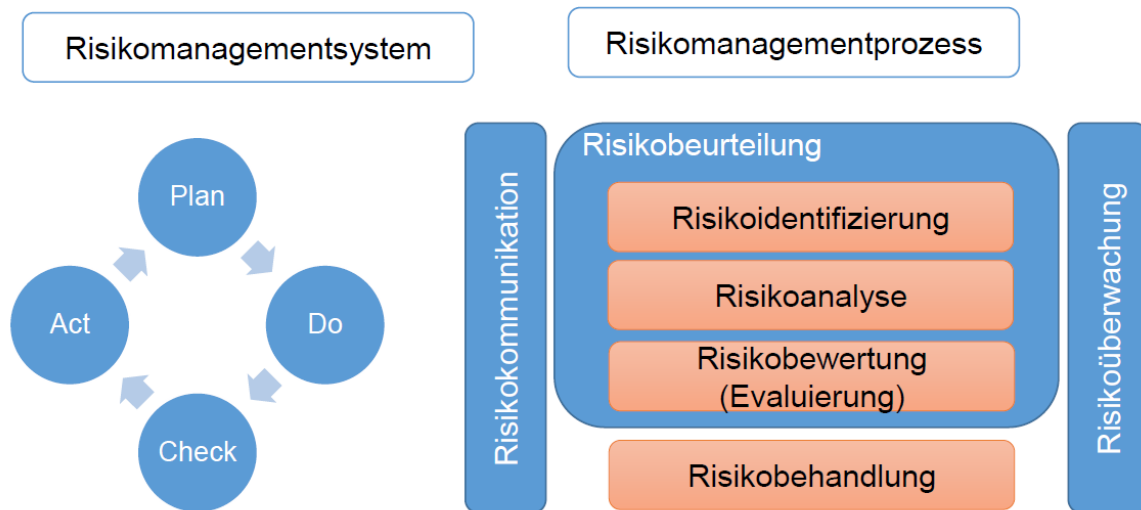 Risikomanagementsystem
Risikomanagementprozess
Plan
Do
Check
Act
Risikokommunikation
Risikobeurteilung
Risikoidentifizierung
Risikoanalyse
Risikobewertung
(Evaluierung)
Risikobehandlung
Risikoüberwachung